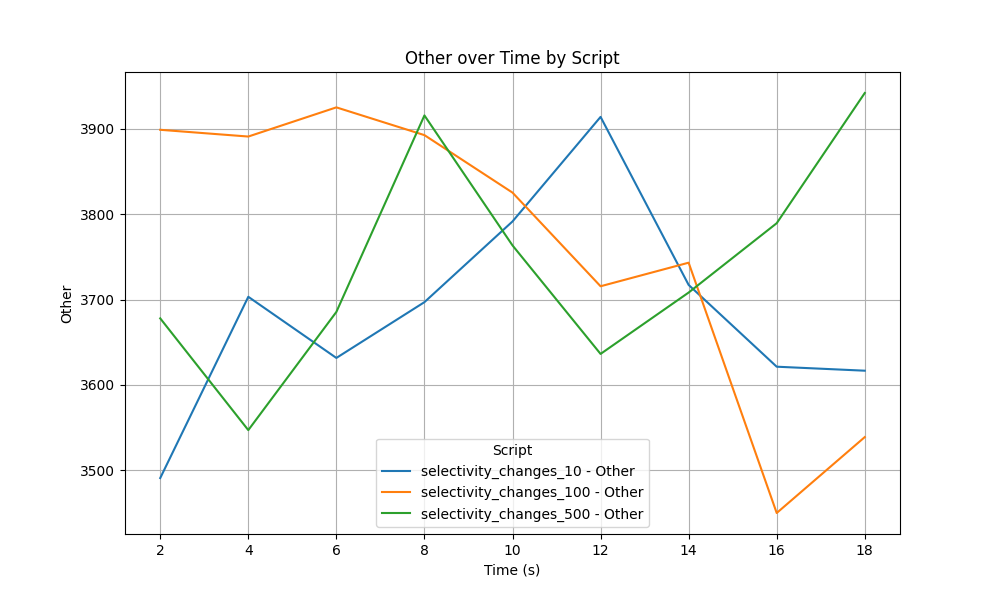 Other over Time by Script
Other
3900
3800
3700
3600
3500
Script
selectivity_changes_10 - Other
selectivity_changes_100 - Other
selectivity_changes_500 - Other
2 4 6 8 10 12 14 16 18
Time (s)